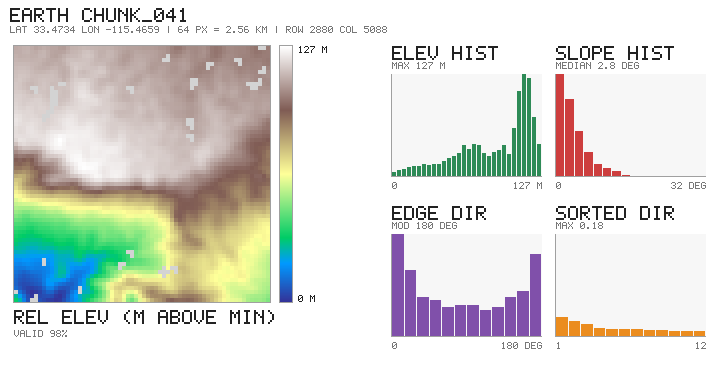 EARTH CHUNK_041
LAT 33.4734 LON -115.4659 | 64 PX = 2.56 KM | ROW 2880 COL 5088
127 M
0 M
REL ELEV (M ABOVE MIN)
VALID 98%
ELEV HIST
MAX 127 M
0 127 M
SLOPE HIST
MEDIAN 2.8 DEG
0 32 DEG
EDGE DIR
MOD 180 DEG
0 180 DEG
SORTED DIR
MAX 0.18
1 12